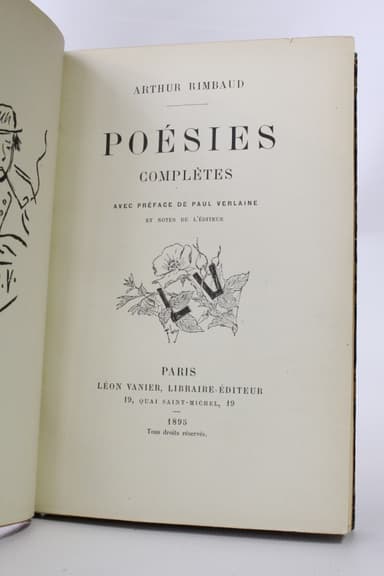 ARTHUR RIMBAUD
POÉSIES
COMPLÈTES
AVEC PRÉFACE DE PAUL VERLAINE
ET NOTES DE L'ÉDITEUR
LV
PARIS
LÉON VANIER, LIBRAIRE-ÉDITEUR
19, QUAI SAINT-MICHEL, 19
1895
Tous droits réservés.